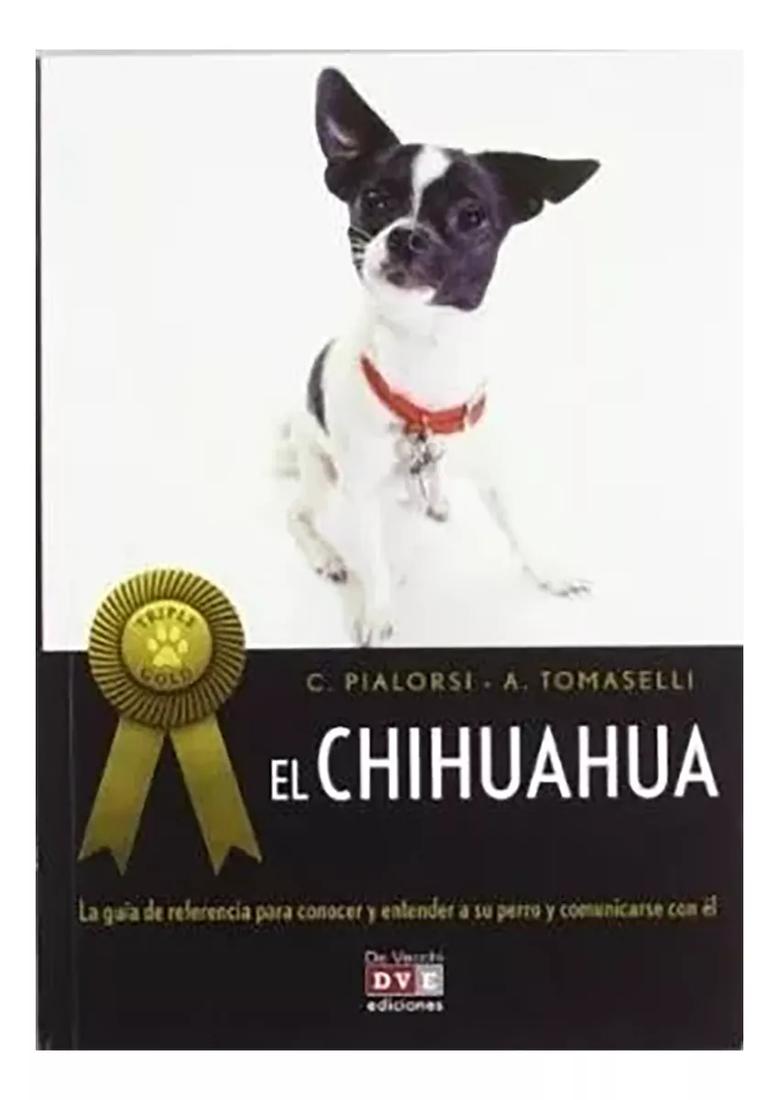 TRIPLE
GOLD
C. PIALORSI - A. TOMASELLI
EL CHIHUAHUA
La guía de referencia para conocer y entender a su perro y comunicarse con él
De Vecchi
DVE
ediciones